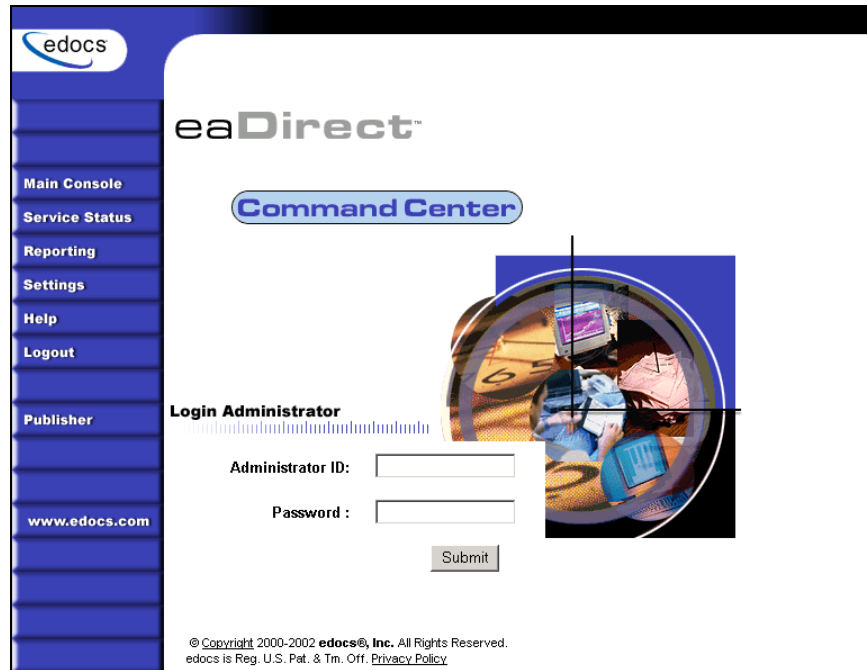 edocs
eaDirect™
Main Console
Service Status
Reporting
Settings
Help
Logout
Publisher
www.edocs.com
Command Center
Login Administrator
Administrator ID:
Password :
Submit
© Copyright 2000-2002 edocs®, Inc. All Rights Reserved.
edocs is Reg. U.S. Pat. & Tm. Off. Privacy Policy